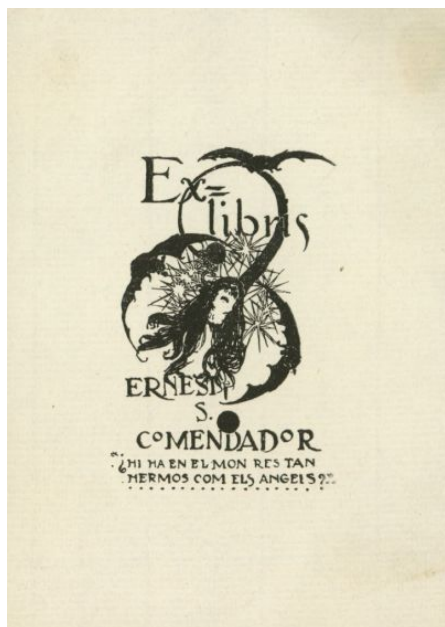 Ex=
libris
ERNEST
S.
COMENDADOR
"¿HI HA EN EL MON RES TAN
HERMOS COM ELS ANGELS?"